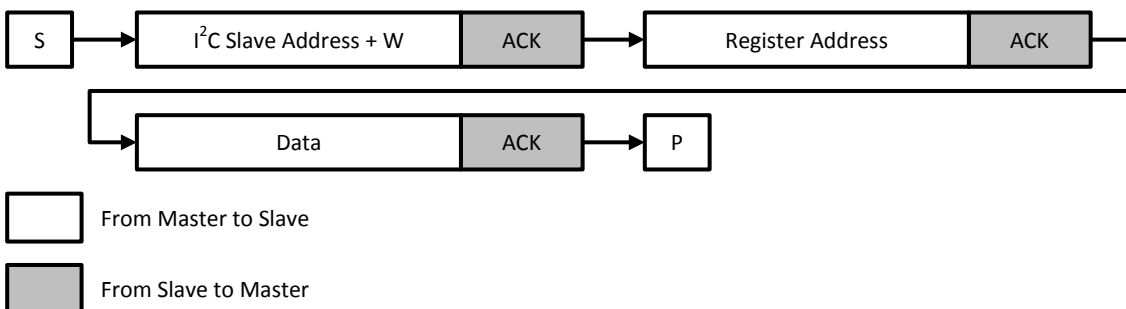 S I²C Slave Address + W ACK Register Address ACK
Data ACK P
From Master to Slave
From Slave to Master